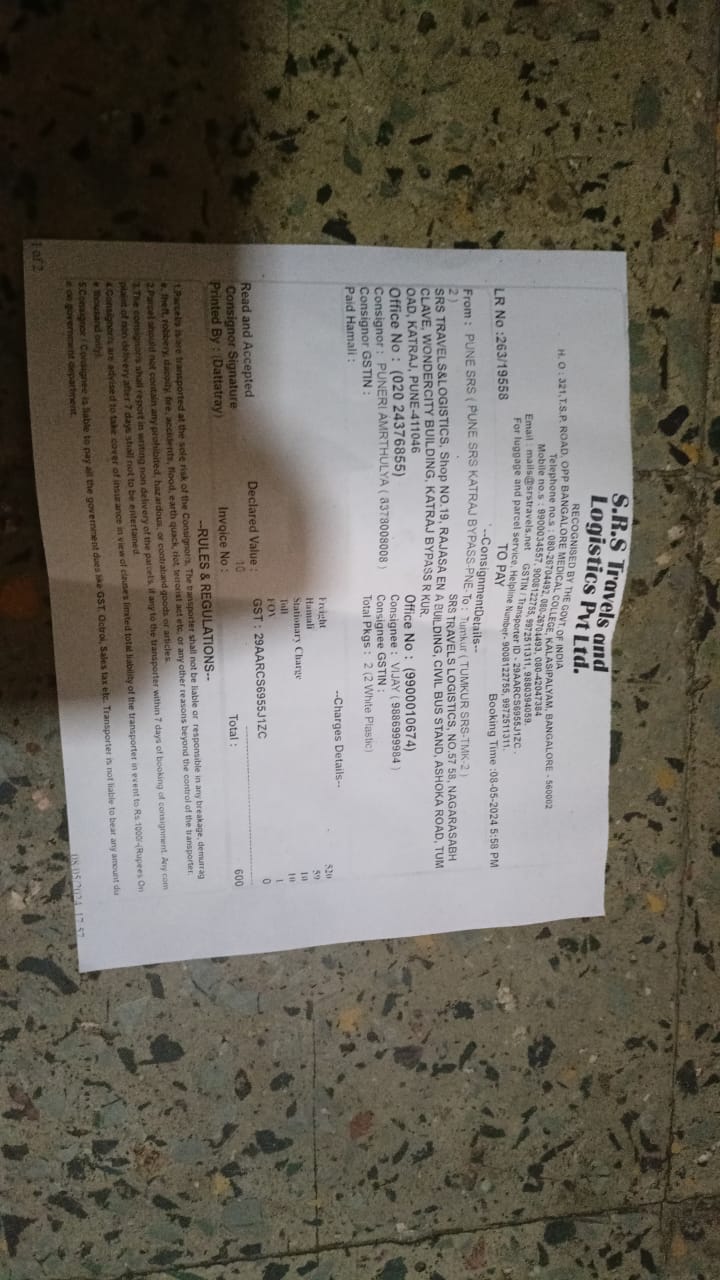 S.R.S Travels and
Logistics Pvt Ltd.
RECOGNISED BY THE GOVT OF INDIA
H. O : 321,T.S.P. ROAD, OPP BANGALORE MEDICAL COLLEGE, KALASIPALYAM, BANGALORE - 560002
Telephone no.s : 080-26704492, 080-26704493, 080-42047384
Mobile no.s : 9900034557, 9008122755, 9972511311, 9880394059.
Email : mails@srstravels.net GSTIN / Transporter ID - 29AARCS6955J1ZC .
For luggage and parcel service, Helpline Number- 9008122755, 9972511311.
LR No :263/19558 TO PAY Booking Time :08-05-2024 5:58 PM
--ConsignmentDetails--
From : PUNE SRS ( PUNE SRS KATRAJ BYPASS-PNE-
2 )
SRS TRAVELS&LOGISTICS, Shop NO.19, RAJASA EN
CLAVE, WONDERCITY BUILDING, KATRAJ BYPASS R
OAD, KATRAJ, PUNE-411046
Office No : (020 24376855)
Consignor : PUNERI AMRTHULYA ( 8378008008 )
Consignor GSTIN :
Paid Hamali :
To : Tumkur ( TUMKUR SRS-TMK-2 )
SRS TRAVELS LOGISTICS, NO.57 58, NAGARASABH
A BUILDING, CIVIL BUS STAND, ASHOKA ROAD, TUM
KUR.
Office No : (9900010674)
Consignee : VIJAY ( 9886999984 )
Consignee GSTIN :
Total Pkgs : 2 (2 White Plastic)
--Charges Details--
Freight 520
Hamali 59
Stationary Charge 10
Toll 1
FOV 0
GST : 29AARCS6955J1ZC
Read and Accepted Declared Value :
10
Consignor Signature Invoice No : Total : 600
Printed By : (Dattatray)
--RULES & REGULATIONS--
1.Parcels is are transported at the sole risk of the Consignor/s, The transporter shall not be liable or responsible in any breakage, demurrag
e, theft, robbery, dacoity, fire, accidents, flood, earth quack, riot, terrorist act etc. or any other reasons beyond the control of the transporter.
2.Parcel should not contain any prohibited, hazardous, or contraband goods or articles.
3.The consignor/s shall report in writing non delivery of the parcels, if any to the transporter within 7 days of booking of consignment. Any com
plaint of non delivery after 7 days shall not to be entertained.
4.Consignor/s are advised to take cover of insurance in view of clauses limited total liability of the transporter in event to Rs.1000/-(Rupees On
e thousand only).
5.Consignor / Consignee is liable to pay all the government dues like GST, Octroi, Sales tax etc. Transporter is not liable to bear any amount du
e on government department.
1 of 2 08/05/2024, 17:57